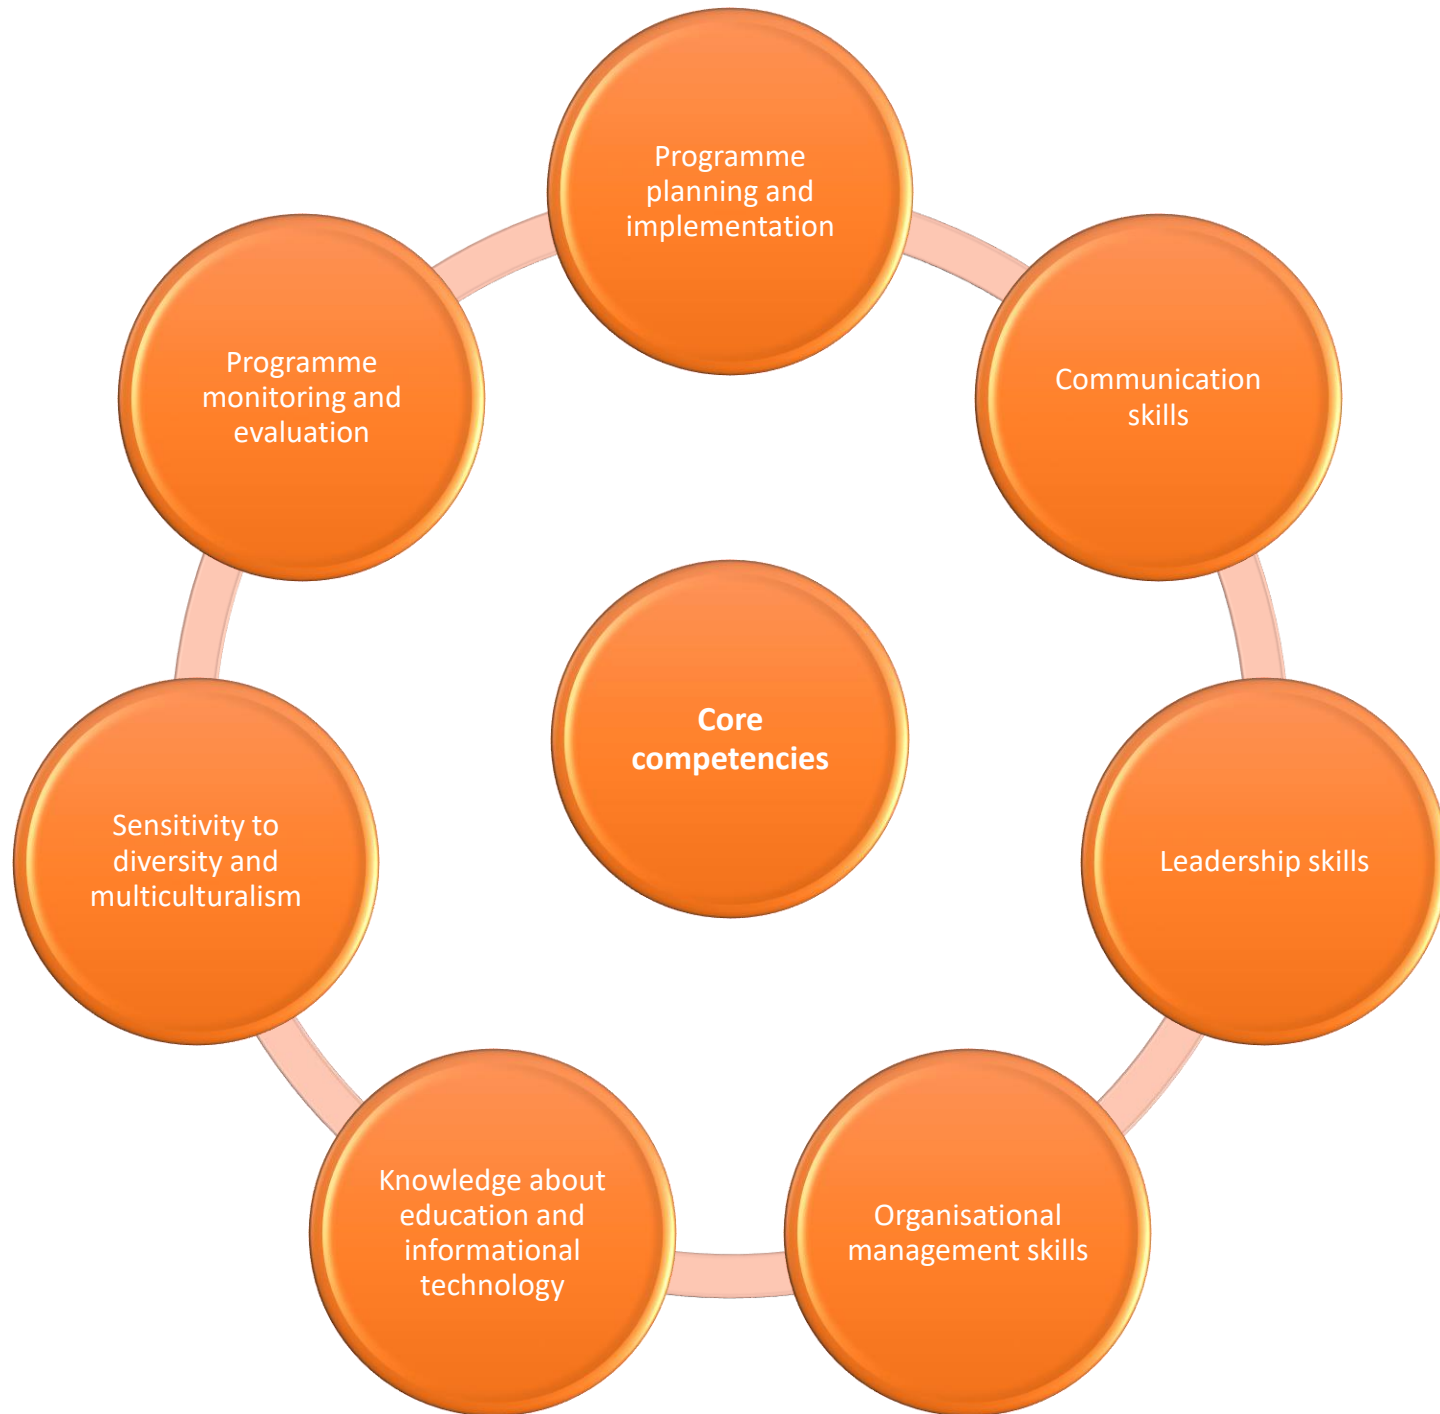 Programme
planning and
implementation
Communication
skills
Leadership skills
Organisational
management skills
Knowledge about
education and
informational
technology
Sensitivity to
diversity and
multiculturalism
Programme
monitoring and
evaluation
Core
competencies